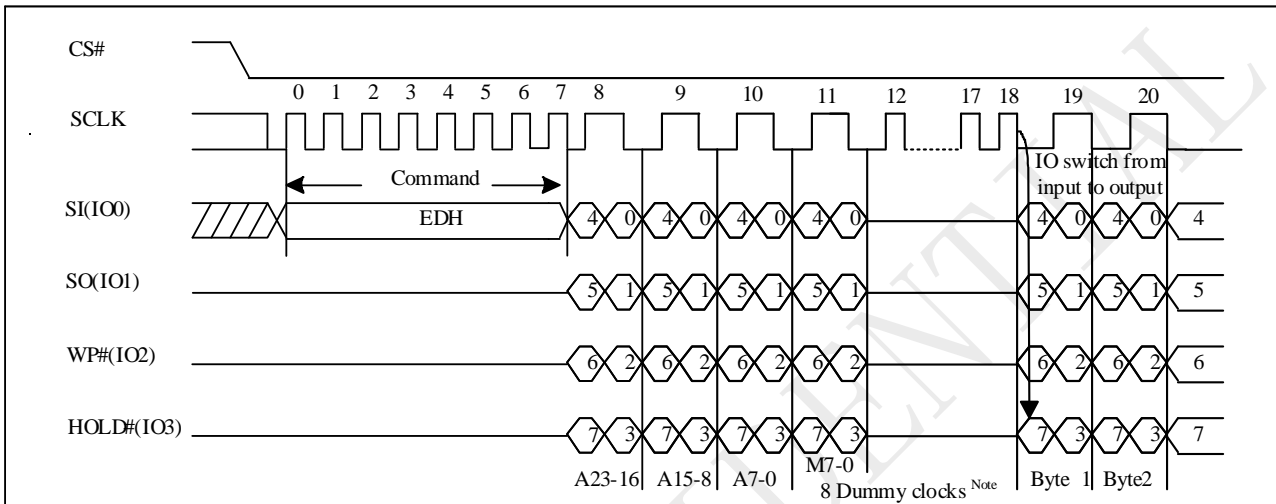 CS#
0 1 2 3 4 5 6 7 8 9 10 11 12 17 18 19 20
SCLK
IO switch from
input to output
Command
SI(IO0) EDH 4 0 4 0 4 0 4 0 4 0 4 0 4
SO(IO1) 5 1 5 1 5 1 5 1 5 1 5 1 5
WP#(IO2) 6 2 6 2 6 2 6 2 6 2 6 2 6
HOLD#(IO3) 7 3 7 3 7 3 7 3 7 3 7 3 7
A23-16 A15-8 A7-0 M7-0 Byte 1 Byte2
8 Dummy clocks Note
ENTIAL